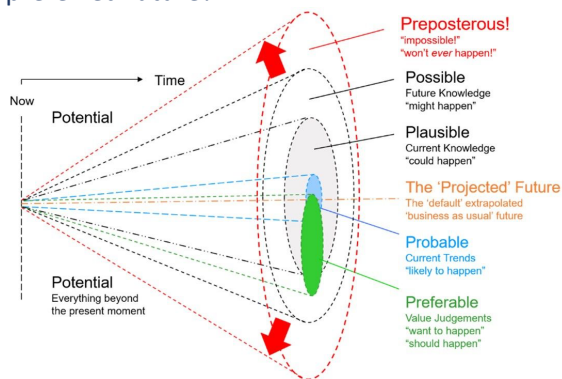 Time
Now
Potential
Potential
Everything beyond
the present moment
Preposterous!
“impossible!”
“won’t ever happen!”
Possible
Future Knowledge
“might happen”
Plausible
Current Knowledge
“could happen”
The ‘Projected’ Future
The ‘default’ extrapolated
‘business as usual’ future
Probable
Current Trends
“likely to happen”
Preferable
Value Judgements
“want to happen”
“should happen”